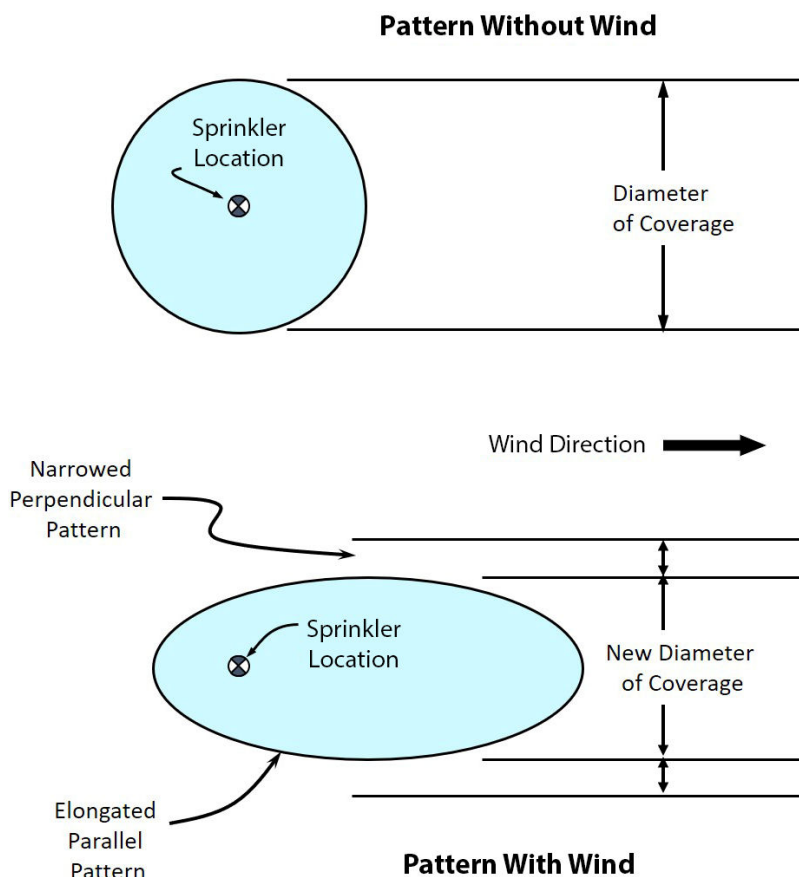 Pattern Without Wind
Sprinkler
Location
Diameter
of Coverage
Wind Direction
Narrowed
Perpendicular
Pattern
Sprinkler
Location
New Diameter
of Coverage
Elongated
Parallel
Pattern
Pattern With Wind